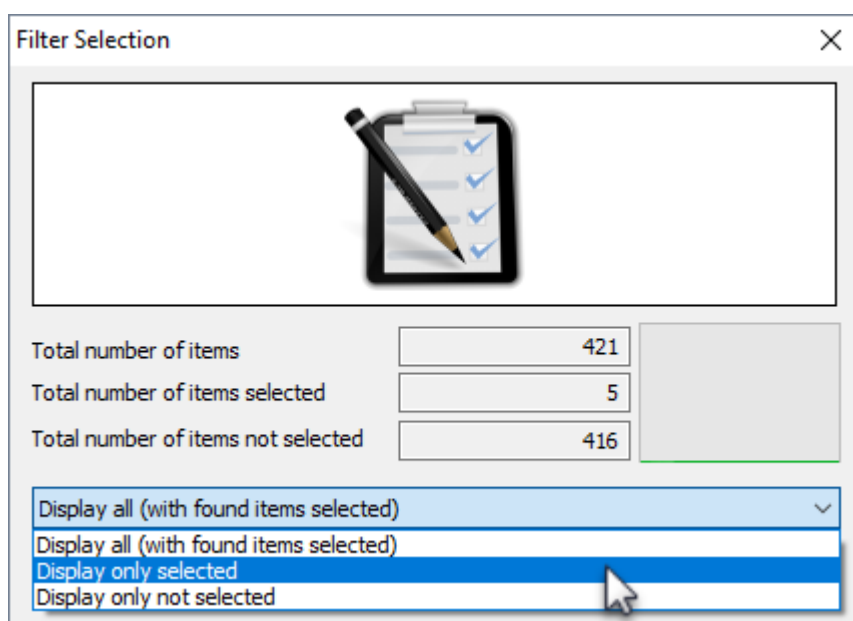 Filter Selection
Total number of items 421
Total number of items selected 5
Total number of items not selected 416
Display all (with found items selected)
Display all (with found items selected)
Display only selected
Display only not selected